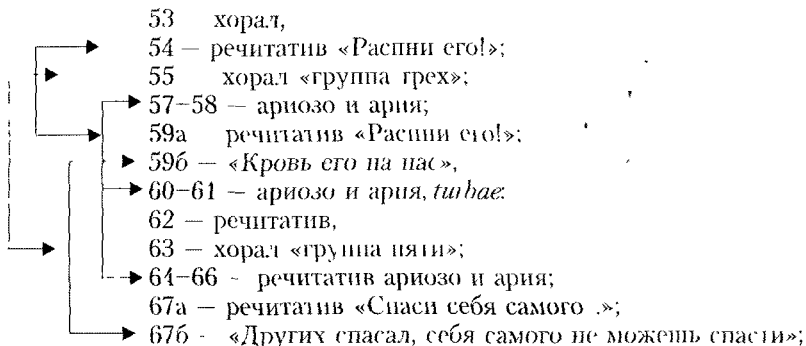 53 хорал,
54 — речитатив «Распни его!»;
55 хорал «группа грех»;
57–58 — ариозо и ария;
59а речитатив «Распни его!»;
59б — «Кровь его на нас»,
60–61 — ариозо и ария, turbae:
62 — речитатив,
63 — хорал «группа пяти»;
64–66 - речитатив ариозо и ария;
67а — речитатив «Спаси себя самого .»;
67б - «Других спасал, себя самого не можешь спасти»;